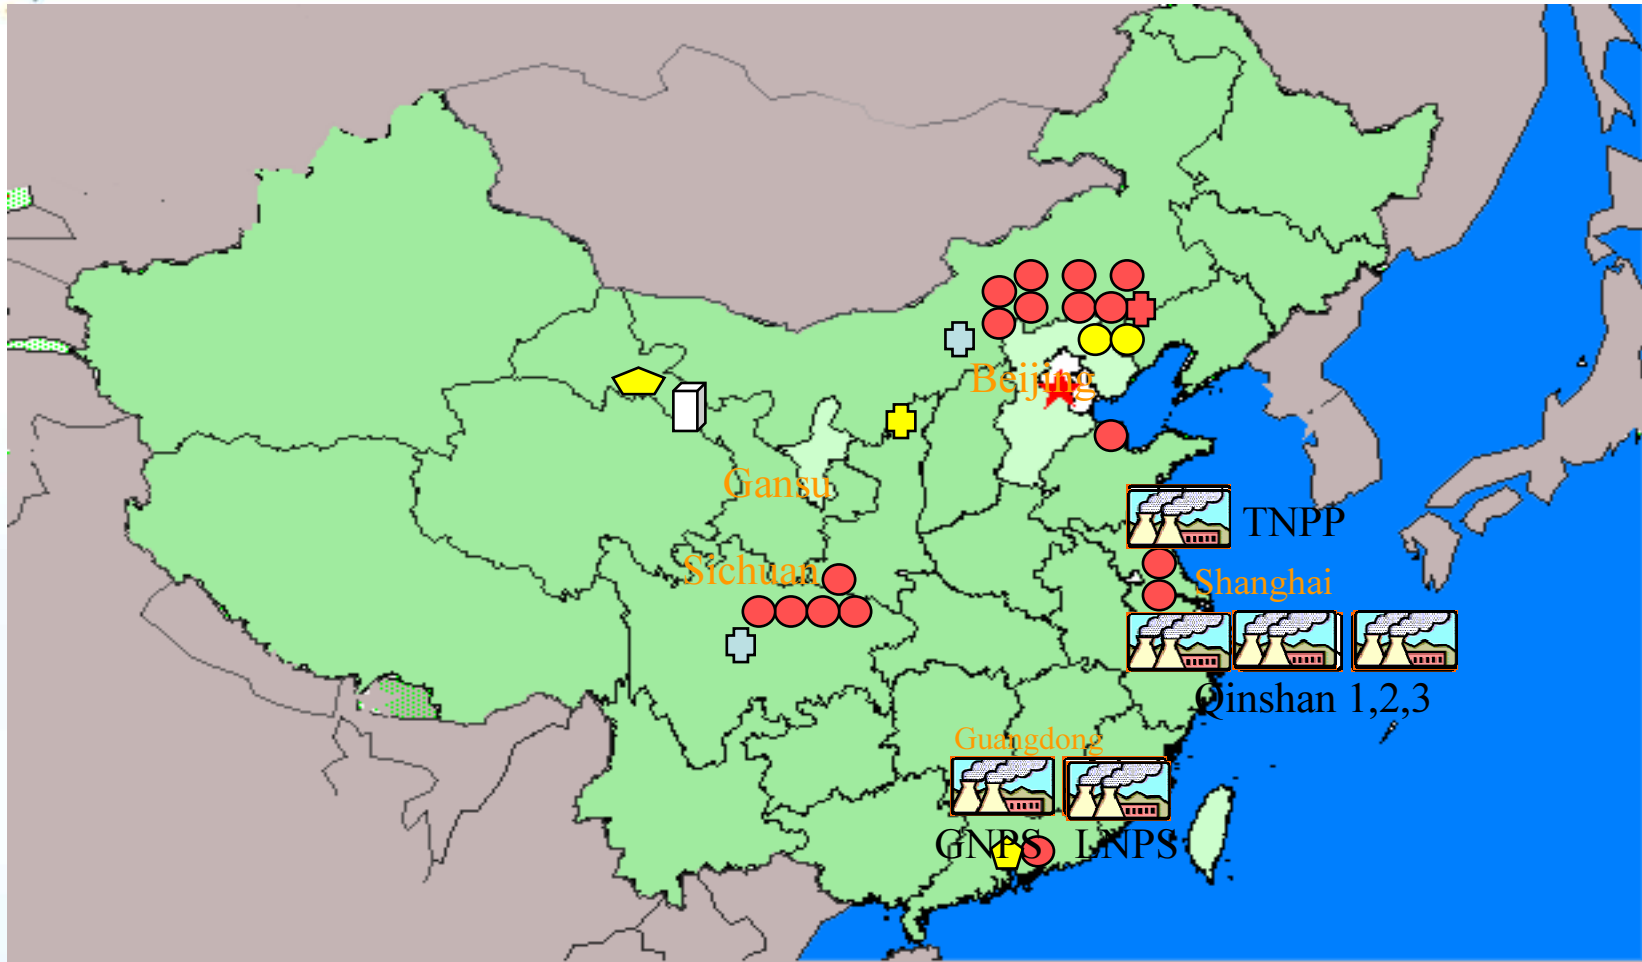 Beijing
Gansu
TNPP
Sichuan
Shanghai
Qinshan 1,2,3
Guangdong
GNPS
LNPS